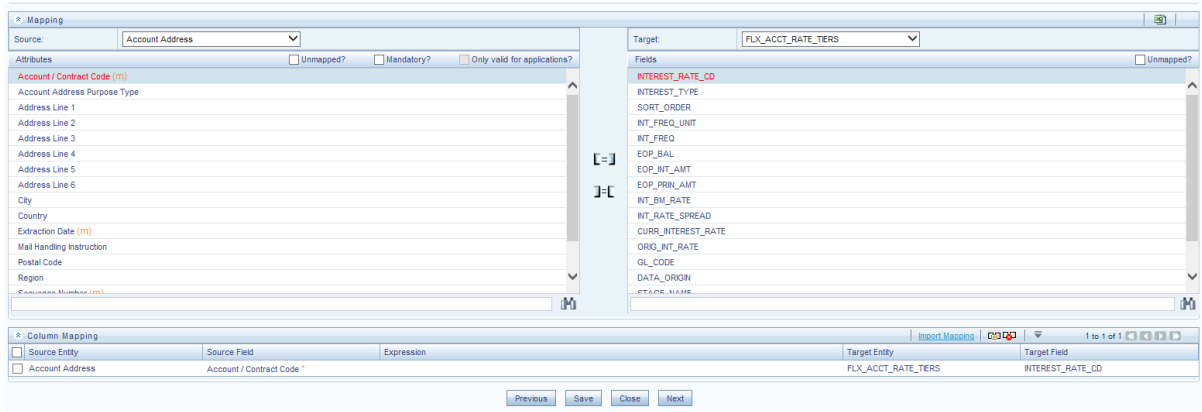 Mapping
Source: Account Address Target: FLX_ACCT_RATE_TIERS
Attributes Unmapped? Mandatory? Only valid for applications? Fields Unmapped?
Account / Contract Code (m) INTEREST_RATE_CD
Account Address Purpose Type INTEREST_TYPE
Address Line 1 SORT_ORDER
Address Line 2 INT_FREQ_UNIT
Address Line 3 INT_FREQ
Address Line 4 EOP_BAL
Address Line 5 EOP_INT_AMT
Address Line 6 EOP_PRIN_AMT
City INT_BM_RATE
Country INT_RATE_SPREAD
Extraction Date (m) CURR_INTEREST_RATE
Mail Handling Instruction ORIG_INT_RATE
Postal Code GL_CODE
Region DATA_ORIGIN
Sequence Number (m) STAGE_NAME
Column Mapping Import Mapping 1 to 1 of 1
Source Entity Source Field Expression Target Entity Target Field
Account Address Account / Contract Code * FLX_ACCT_RATE_TIERS INTEREST_RATE_CD
Previous Save Close Next